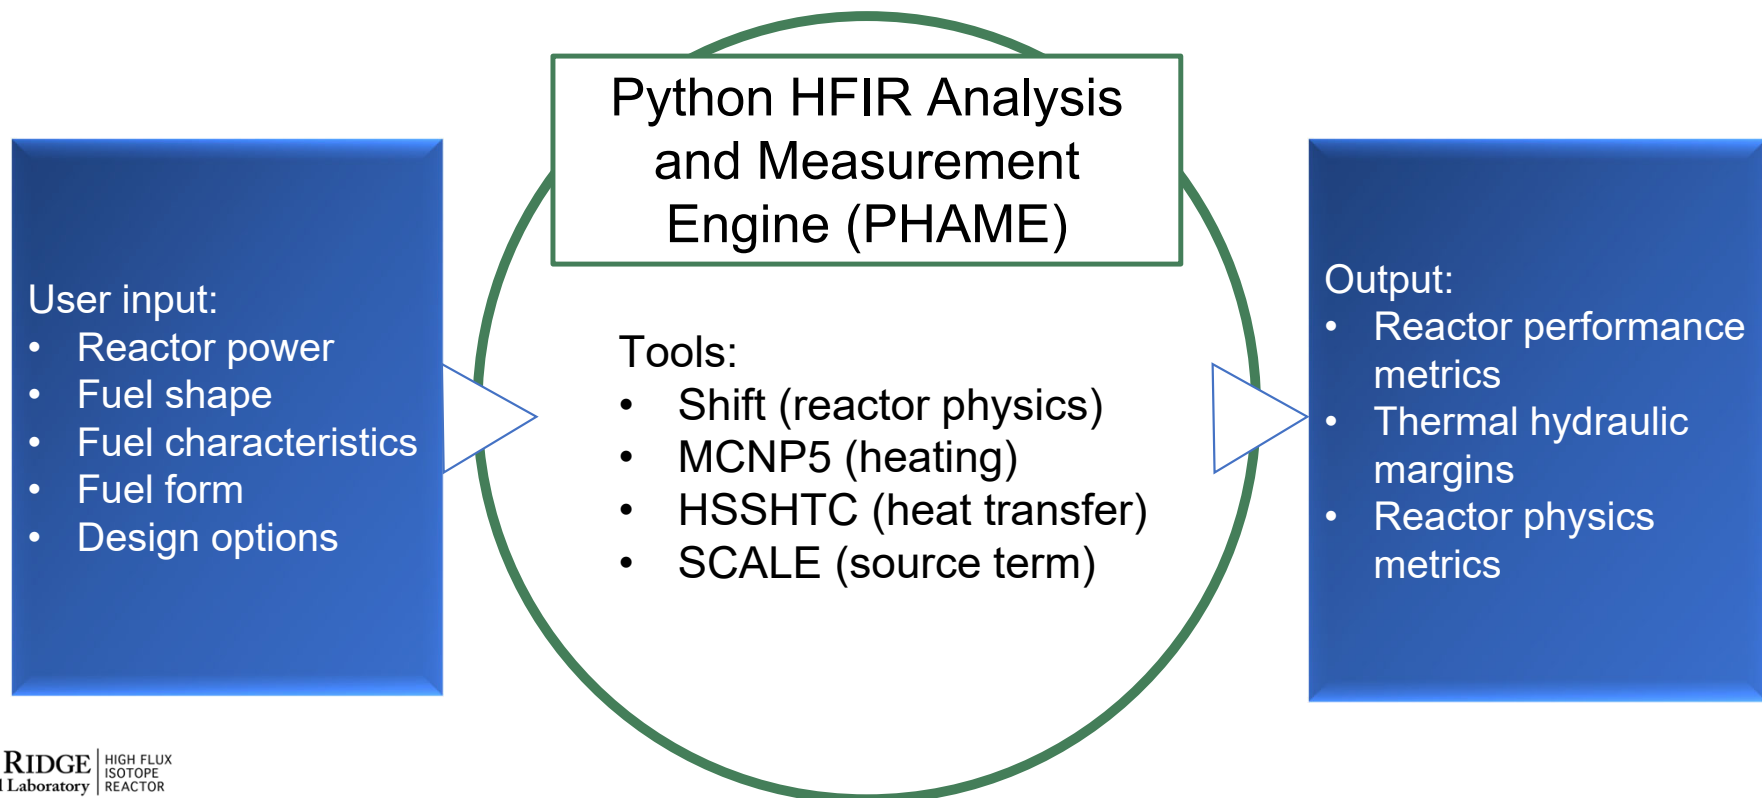 Python HFIR Analysis
and Measurement
Engine (PHAME)
User input:
• Reactor power
• Fuel shape
• Fuel characteristics
• Fuel form
• Design options
Tools:
• Shift (reactor physics)
• MCNP5 (heating)
• HSSHTC (heat transfer)
• SCALE (source term)
Output:
• Reactor performance
metrics
• Thermal hydraulic
margins
• Reactor physics
metrics
RIDGE
Laboratory
HIGH FLUX
ISOTOPE
REACTOR